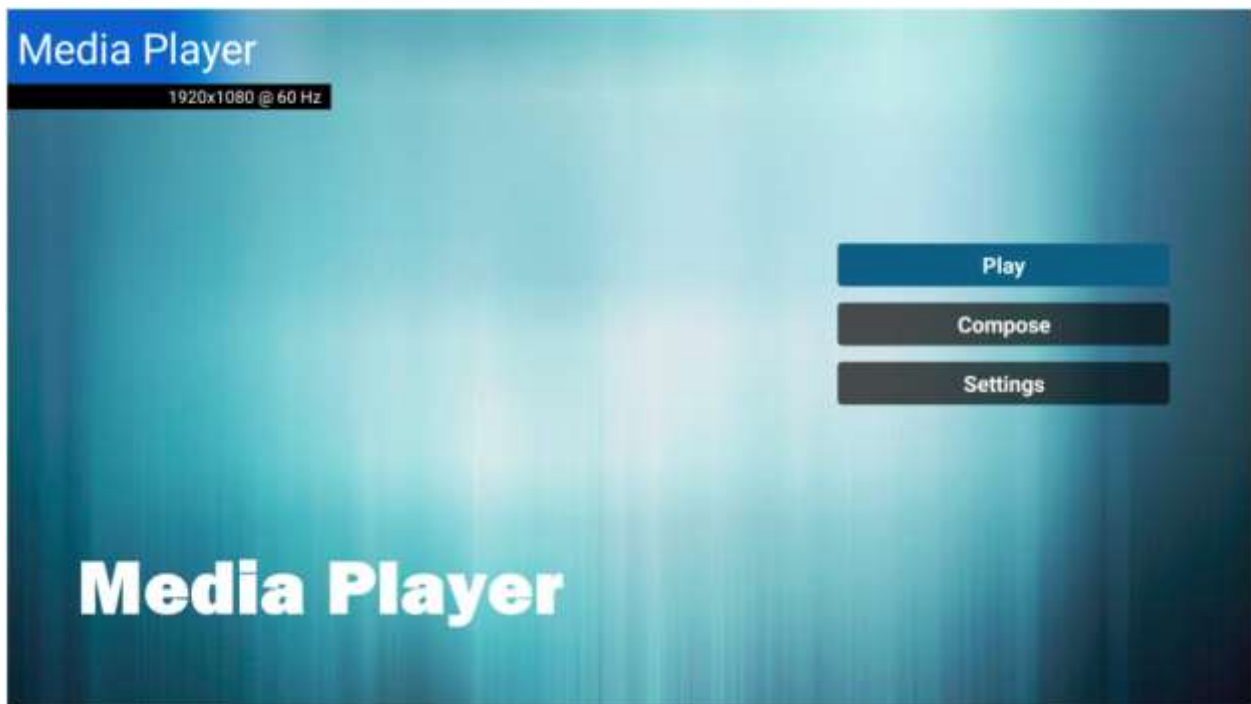 Media Player
1920x1080 @ 60 Hz
Play
Compose
Settings
Media Player